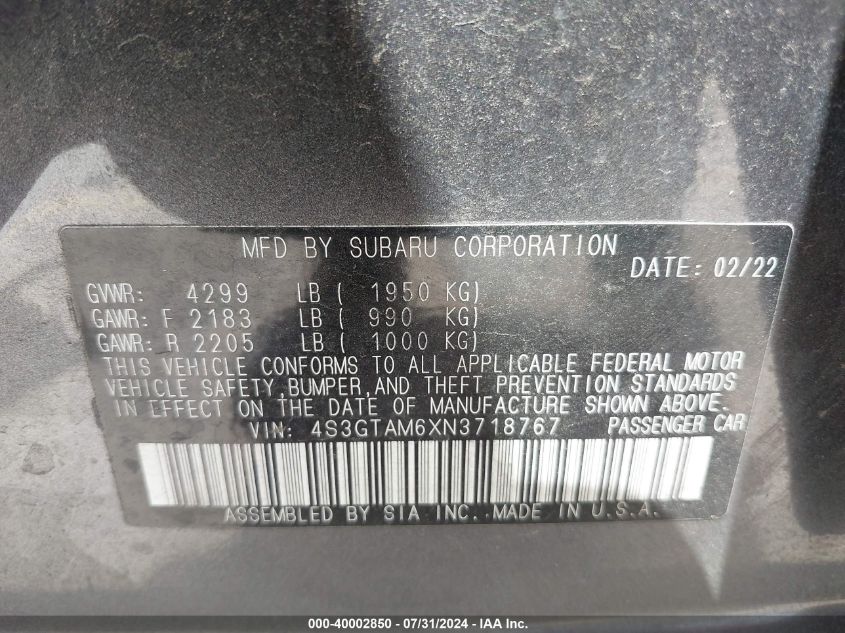 MFD BY SUBARU CORPORATION
DATE: 02/22
GVWR: 4299 LB ( 1950 KG)
GAWR: F 2183 LB ( 990 KG)
GAWR: R 2205 LB ( 1000 KG)
THIS VEHICLE CONFORMS TO ALL APPLICABLE FEDERAL MOTOR
VEHICLE SAFETY,BUMPER,AND THEFT PREVENTION STANDARDS
IN EFFECT ON THE DATE OF MANUFACTURE SHOWN ABOVE.
VIN: 4S3GTAM6XN3718767 PASSENGER CAR
ASSEMBLED BY SIA INC. MADE IN U.S.A.
000-40002850 - 07/31/2024 - IAA Inc.